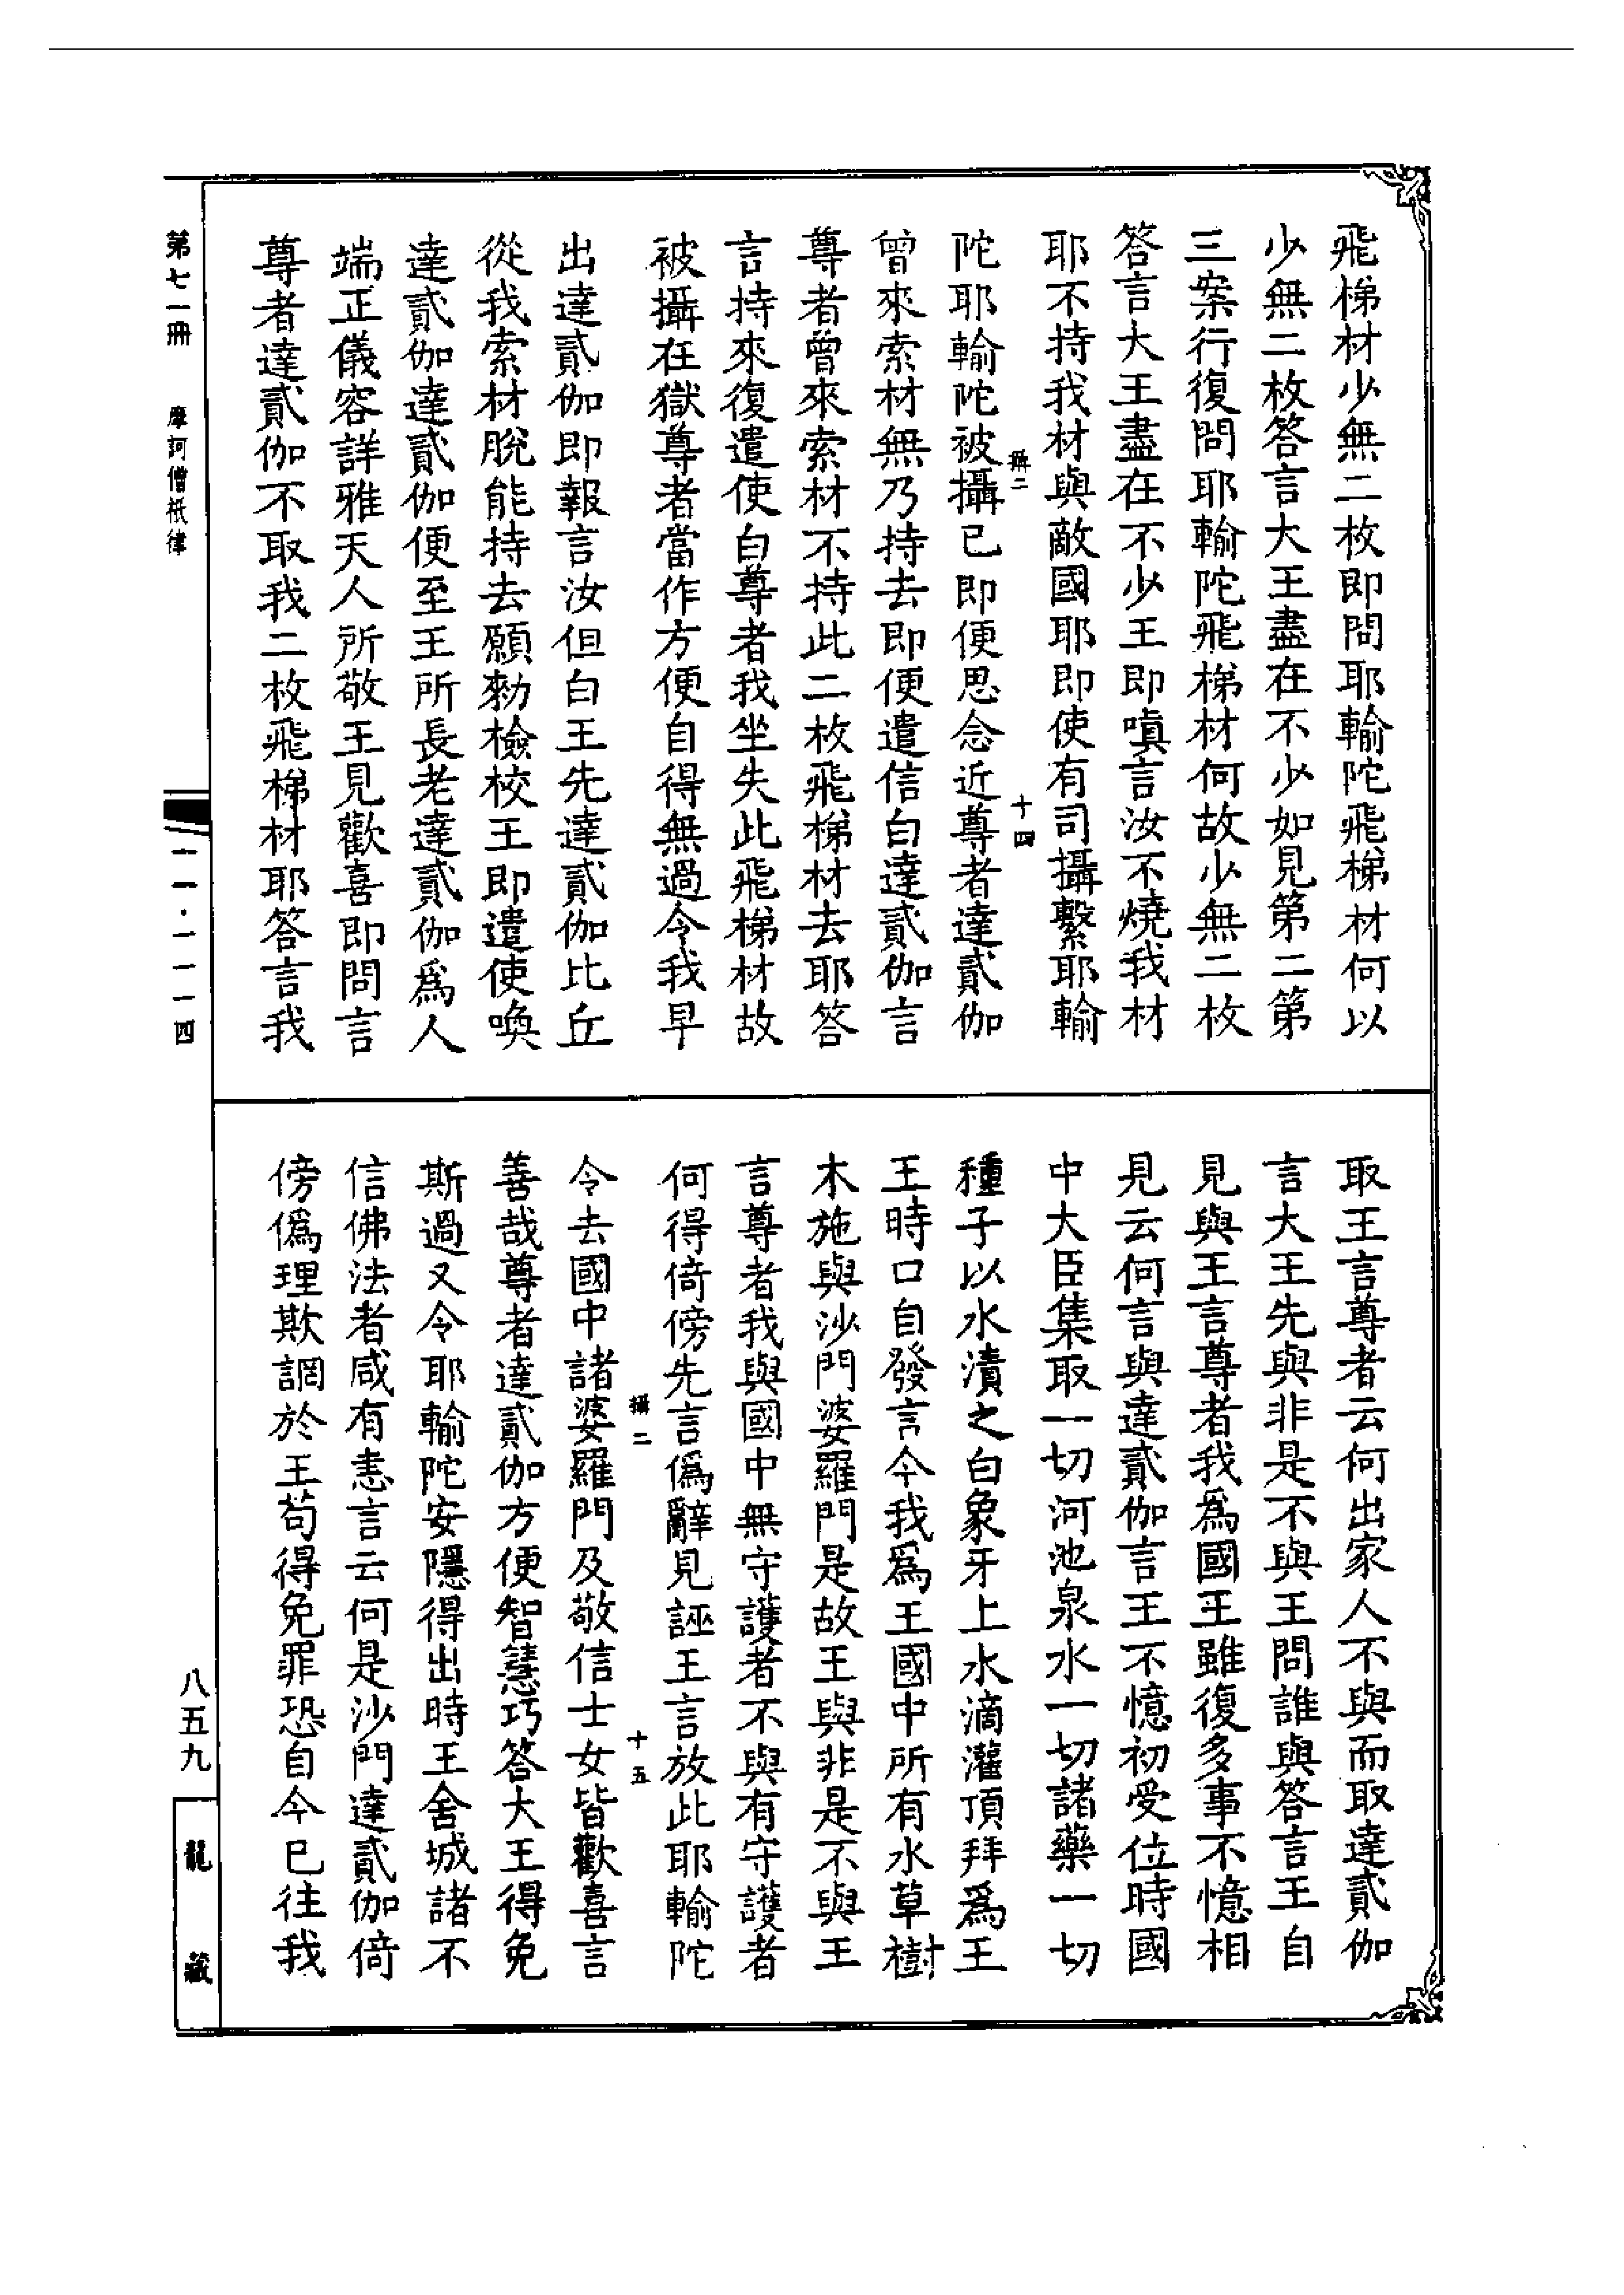 飛梯材少無二枚即問耶輸陀飛梯材何以
少無二枚答言大王盡在不少如見第二第
三案行復問耶輸陀飛梯材何故少無二枚
答言大王盡在不少王即嗔言汝不燒我材
耶不持我材與敵國耶即使有司攝繫耶輸
陀耶輸陀被攝已即便思念近尊者達貳伽
曾來索材無乃持去即便遣信白達貳伽言
尊者曾來索材不持此二枚飛梯材去耶答
言持來復遣使白尊者我坐失此飛梯材故
被攝在獄尊者當作方便自得無過令我早
出達貳伽即報言汝但白王先達貳伽比丘
從我索材脫能持去願勑檢校王即遣使喚
達貳伽達貳伽便至王所長老達貳伽為人
端正儀容詳雅天人所敬王見歡喜即問言
尊者達貳伽不取我二枚飛梯材耶答言我
取王言尊者云何出家人不與而取達貳伽
言大王先與非是不與王問誰與答言王自
見與王言尊者我為國王雖復多事不憶相
見云何言與達貳伽言王不憶初受位時國
中大臣集取一切河池泉水一切諸藥一切
種子以水漬之白象牙上水滴灌頂拜為王
王時口自發言今我為王國中所有水草樹
木施與沙門婆羅門是故王與非是不與王
言尊者我與國中無守護者不與有守護者
何得倚傍先言偽辭見誣王言放此耶輸陀
令去國中諸婆羅門及敬信士女皆歡喜言
善哉尊者達貳伽方便智慧巧答大王得免
斯過又令耶輸陀安隱得出時王舍城諸不
信佛法者咸有恚言云何是沙門達貳伽倚
傍偽理欺誷於王苟得免罪恐自今已往我
攝二
十四
攝二
十五
第七一冊
摩訶僧祇律
一一·一一一四
八五九
龍藏